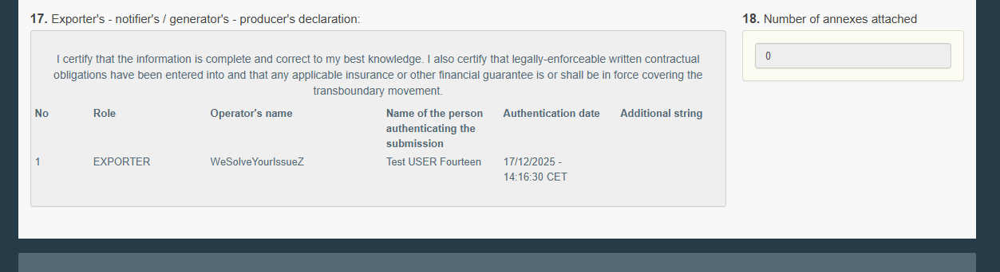 17. Exporter's - notifier's / generator's - producer's declaration:
18. Number of annexes attached
0
I certify that the information is complete and correct to my best knowledge. I also certify that legally-enforceable written contractual
obligations have been entered into and that any applicable insurance or other financial guarantee is or shall be in force covering the
transboundary movement.
No Role Operator's name Name of the person authenticating the submission Authentication date Additional string
1 EXPORTER WeSolveYourIssueZ Test USER Fourteen 17/12/2025 - 14:16:30 CET